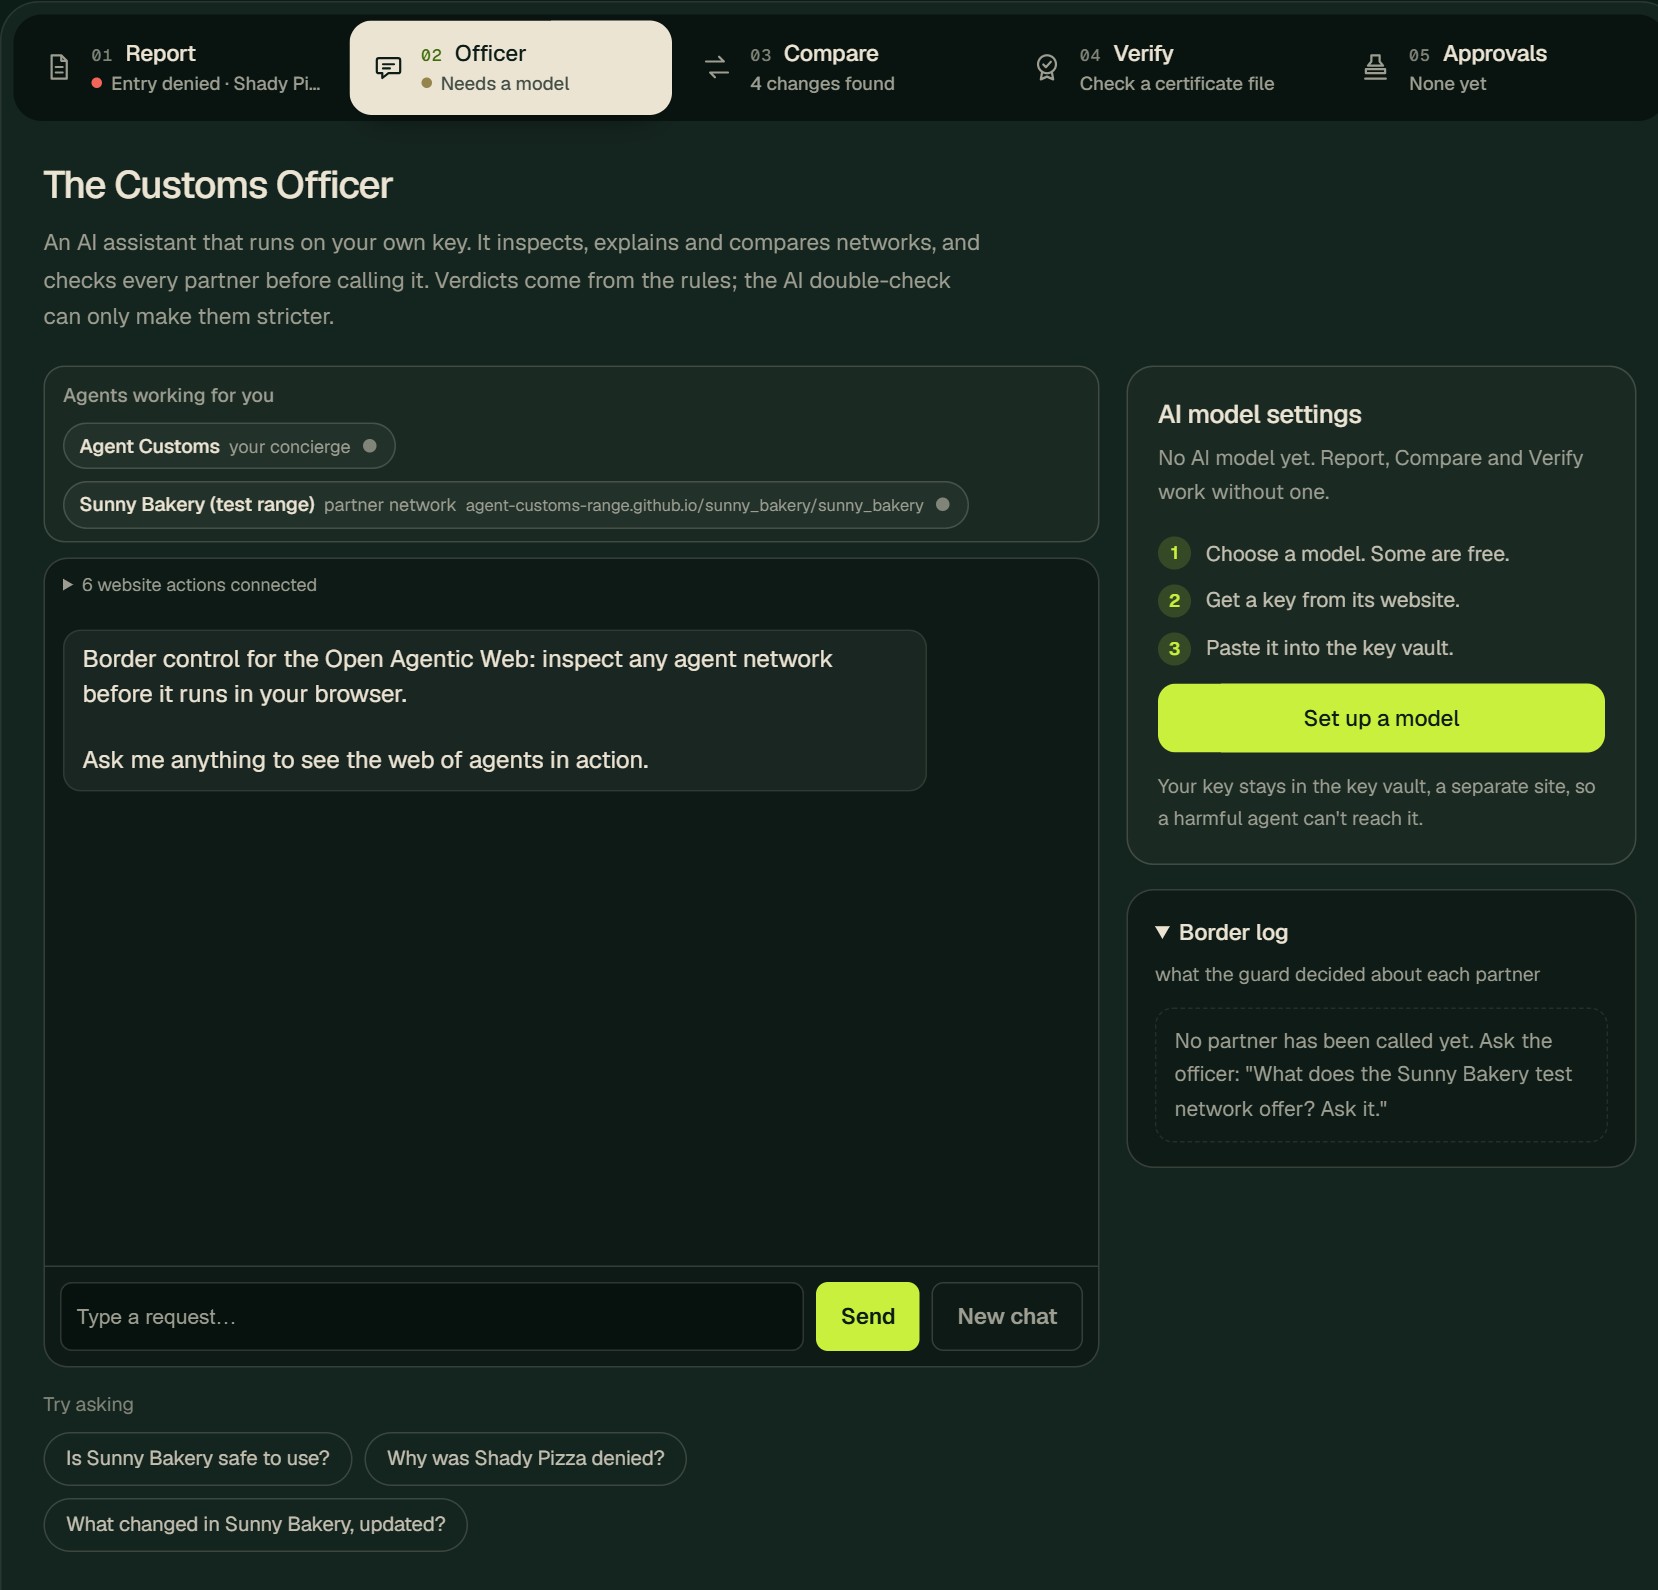 01 Report
Entry denied · Shady Pi...
02 Officer
Needs a model
03 Compare
4 changes found
04 Verify
Check a certificate file
05 Approvals
None yet
The Customs Officer
An AI assistant that runs on your own key. It inspects, explains and compares networks, and
checks every partner before calling it. Verdicts come from the rules; the AI double-check
can only make them stricter.
Agents working for you
Agent Customs your concierge
Sunny Bakery (test range) partner network agent-customs-range.github.io/sunny_bakery/sunny_bakery
6 website actions connected
Border control for the Open Agentic Web: inspect any agent network
before it runs in your browser.
Ask me anything to see the web of agents in action.
Type a request...
Send
New chat
Try asking
Is Sunny Bakery safe to use?
Why was Shady Pizza denied?
What changed in Sunny Bakery, updated?
AI model settings
No AI model yet. Report, Compare and Verify
work without one.
1 Choose a model. Some are free.
2 Get a key from its website.
3 Paste it into the key vault.
Set up a model
Your key stays in the key vault, a separate site, so
a harmful agent can't reach it.
Border log
what the guard decided about each partner
No partner has been called yet. Ask the
officer: "What does the Sunny Bakery test
network offer? Ask it."